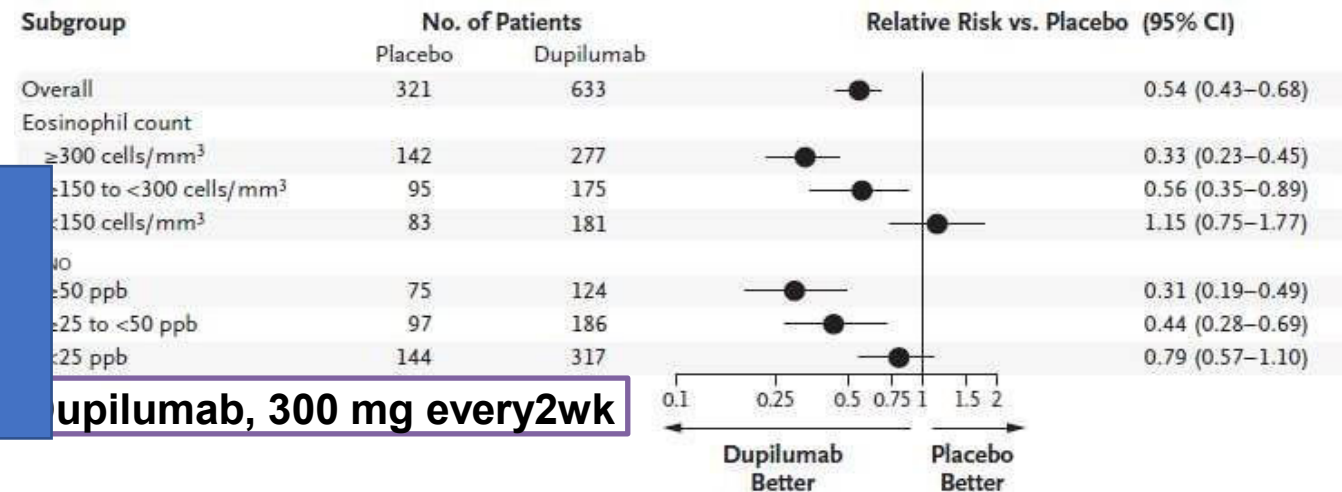 Subgroup No. of Patients Relative Risk vs. Placebo (95% CI)
Placebo Dupilumab
Overall 321 633 0.54 (0.43–0.68)
Eosinophil count
≥300 cells/mm³ 142 277 0.33 (0.23–0.45)
≥150 to <300 cells/mm³ 95 175 0.56 (0.35–0.89)
<150 cells/mm³ 83 181 1.15 (0.75–1.77)
NO
≥50 ppb 75 124 0.31 (0.19–0.49)
≥25 to <50 ppb 97 186 0.44 (0.28–0.69)
<25 ppb 144 317 0.79 (0.57–1.10)
upilumab, 300 mg every2wk
0.1 0.25 0.5 0.75 1 1.5 2
Dupilumab Placebo
Better Better